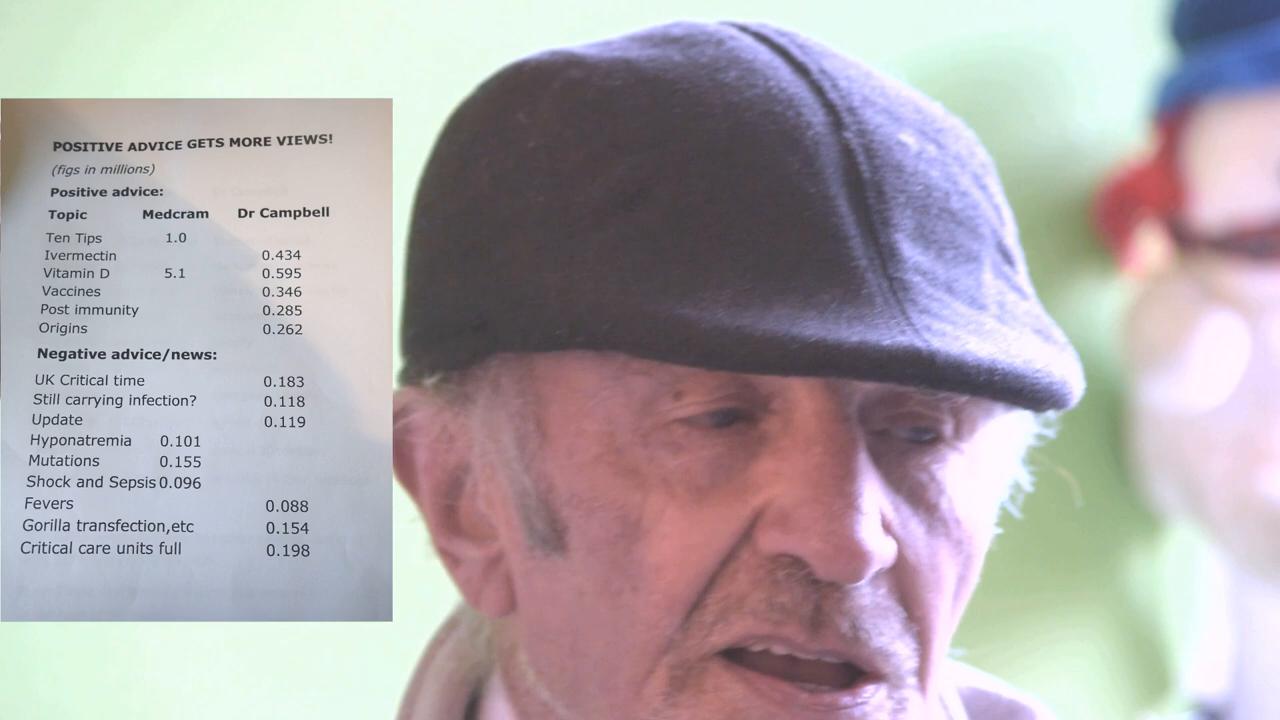 POSITIVE ADVICE GETS MORE VIEWS!
(figs in millions)
Positive advice:
Topic Medcram Dr Campbell
Ten Tips 1.0
Ivermectin 0.434
Vitamin D 5.1 0.595
Vaccines 0.346
Post immunity 0.285
Origins 0.262
Negative advice/news:
UK Critical time 0.183
Still carrying infection? 0.118
Update 0.119
Hyponatremia 0.101
Mutations 0.155
Shock and Sepsis 0.096
Fevers 0.088
Gorilla transfection,etc 0.154
Critical care units full 0.198